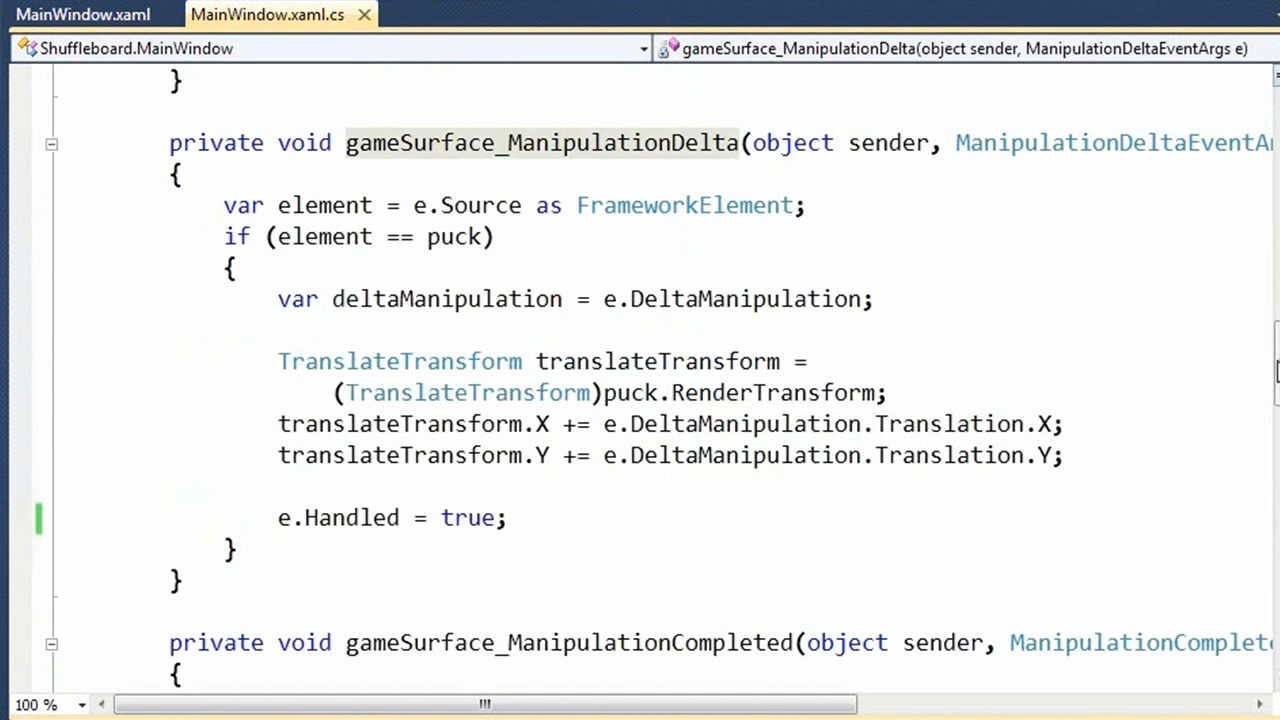 MainWindow.xaml MainWindow.xaml.cs
Shuffleboard.MainWindow gameSurface_ManipulationDelta(object sender, ManipulationDeltaEventArgs e)
}
private void gameSurface_ManipulationDelta(object sender, ManipulationDeltaEventAr
{
var element = e.Source as FrameworkElement;
if (element == puck)
{
var deltaManipulation = e.DeltaManipulation;
TranslateTransform translateTransform =
(TranslateTransform)puck.RenderTransform;
translateTransform.X += e.DeltaManipulation.Translation.X;
translateTransform.Y += e.DeltaManipulation.Translation.Y;
e.Handled = true;
}
}
private void gameSurface_ManipulationCompleted(object sender, ManipulationComplete
{
100 %